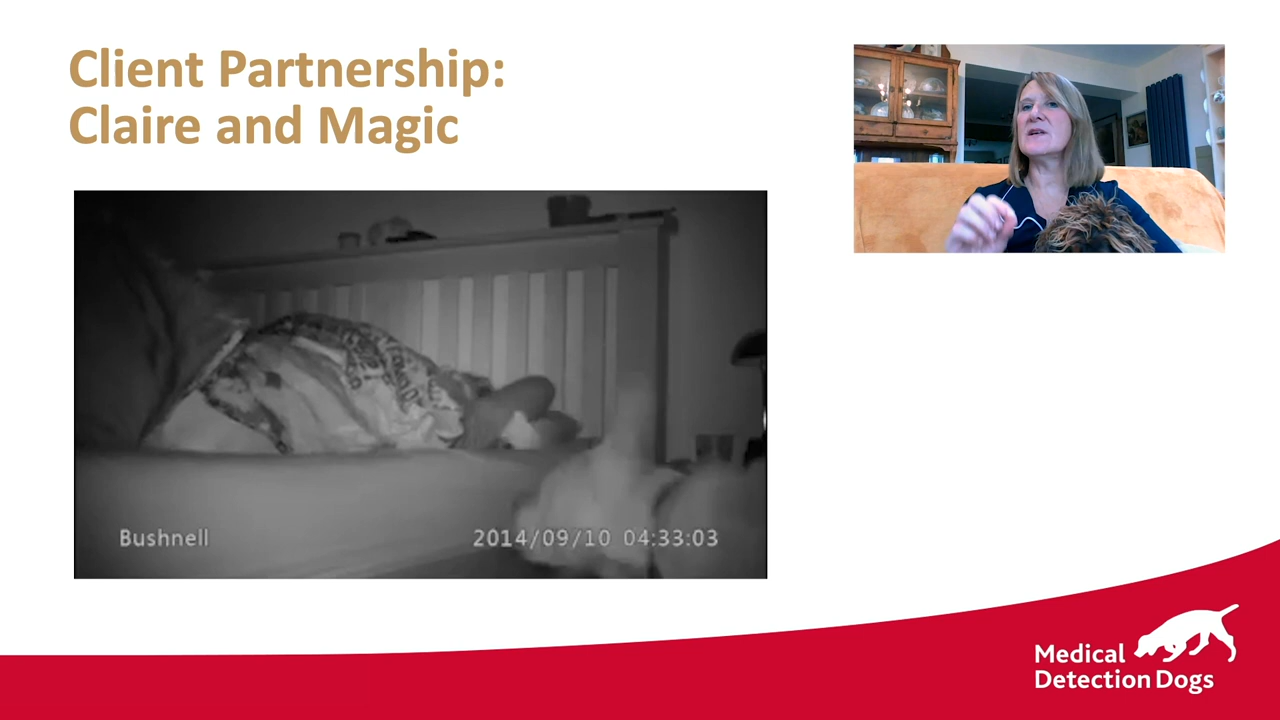 Client Partnership:
Claire and Magic
Bushnell
2014/09/10 04:33:03
Medical
Detection Dogs